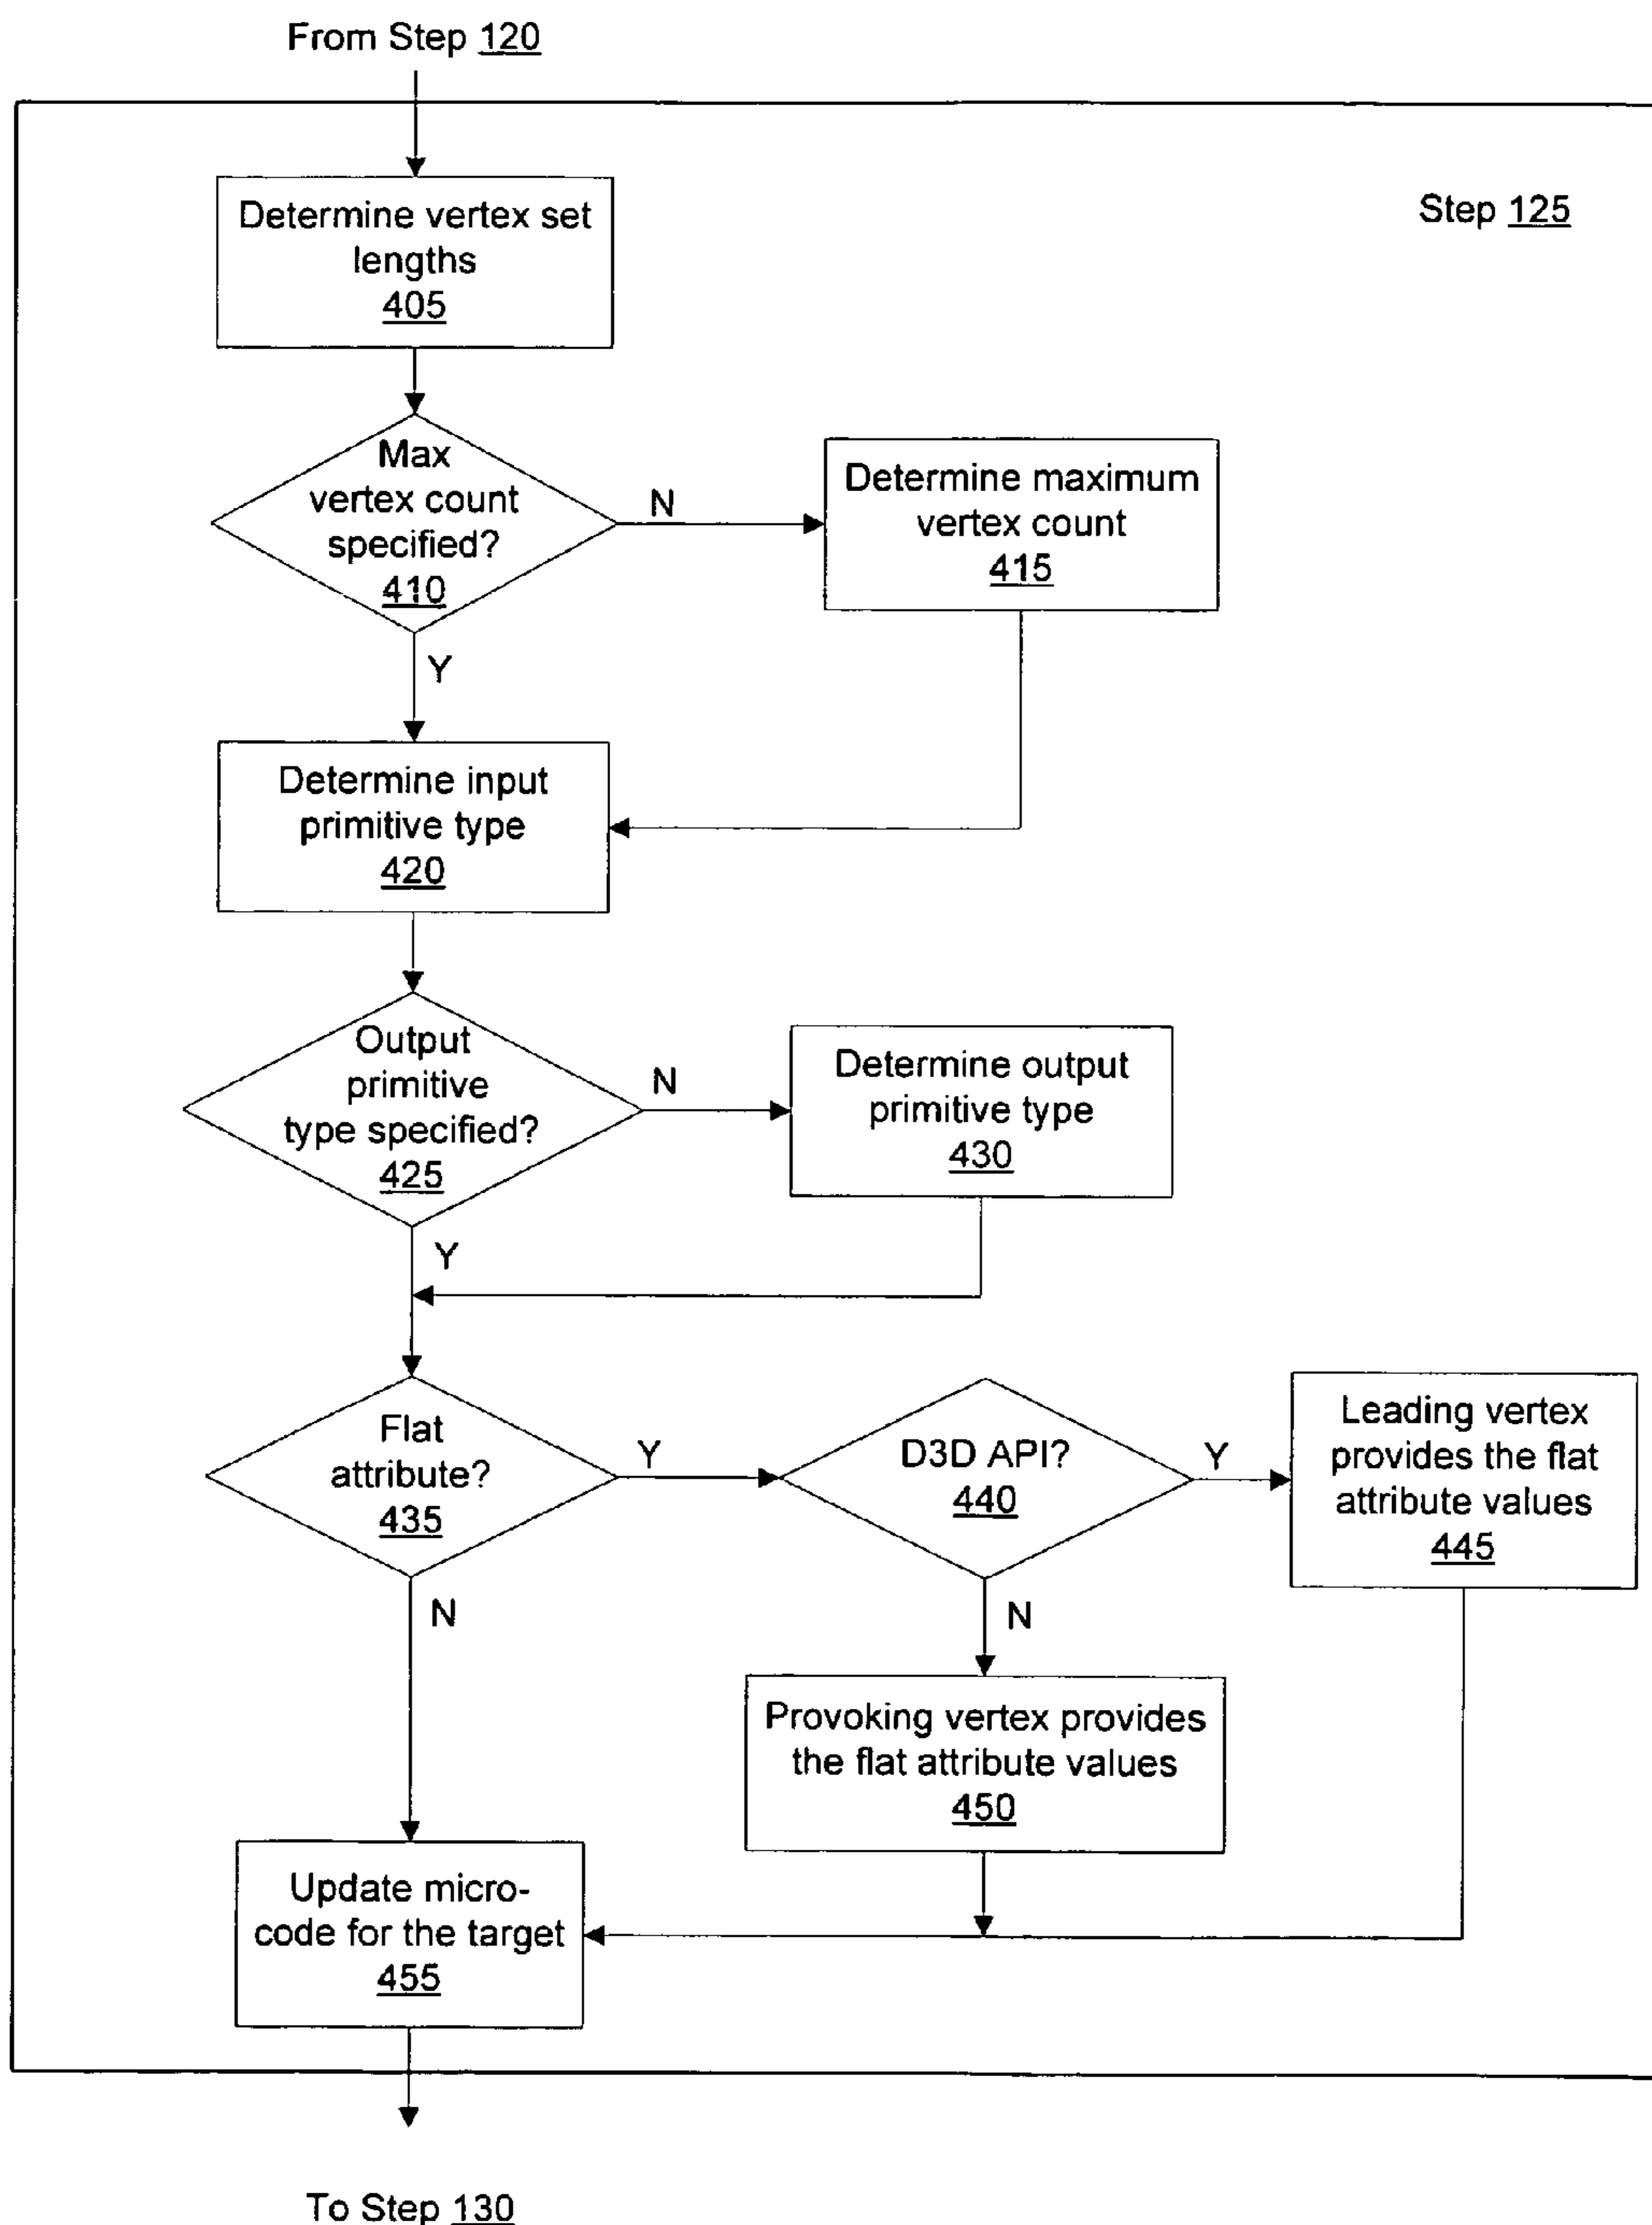 From Step 120
Step 125
Determine vertex set
lengths
405
Max
vertex count
specified?
410
N
Determine maximum
vertex count
415
Y
Determine input
primitive type
420
Output
primitive
type specified?
425
N
Determine output
primitive type
430
Y
Flat
attribute?
435
Y
D3D API?
440
Y
Leading vertex
provides the flat
attribute values
445
N
N
Provoking vertex provides
the flat attribute values
450
Update micro-
code for the target
455
To Step 130